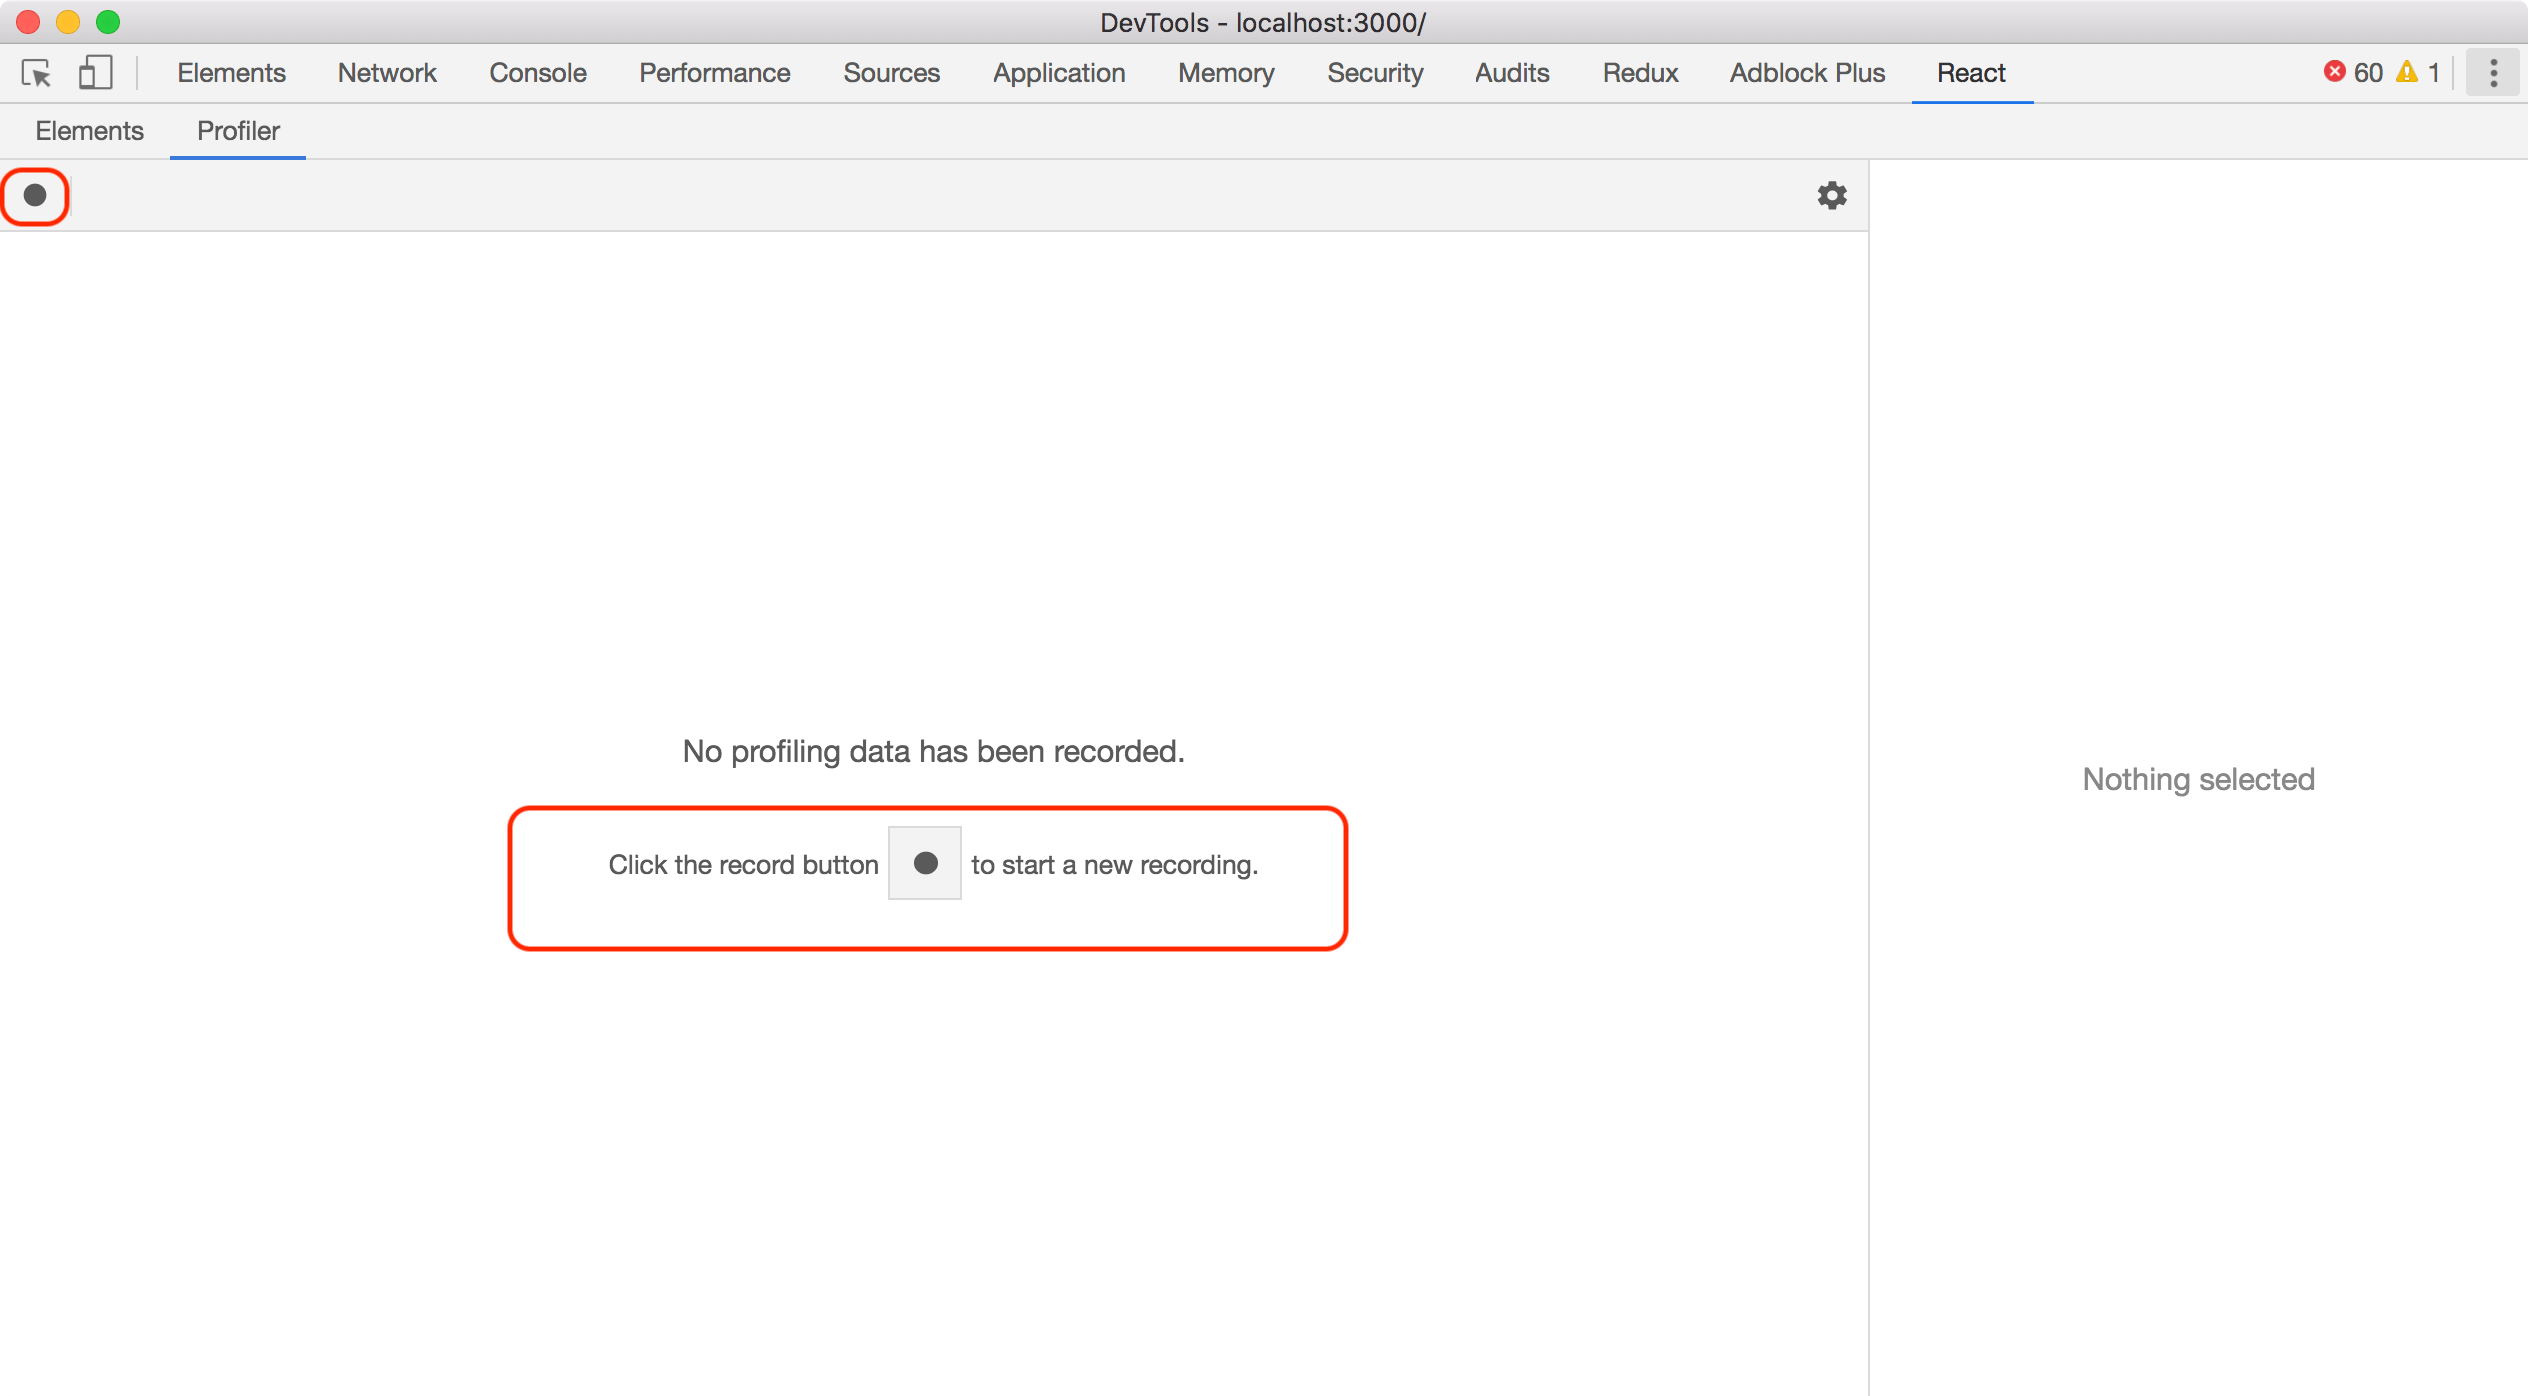 DevTools - localhost:3000/
Elements Network Console Performance Sources Application Memory Security Audits Redux Adblock Plus React 60 1
Elements Profiler
No profiling data has been recorded.
Click the record button to start a new recording.
Nothing selected